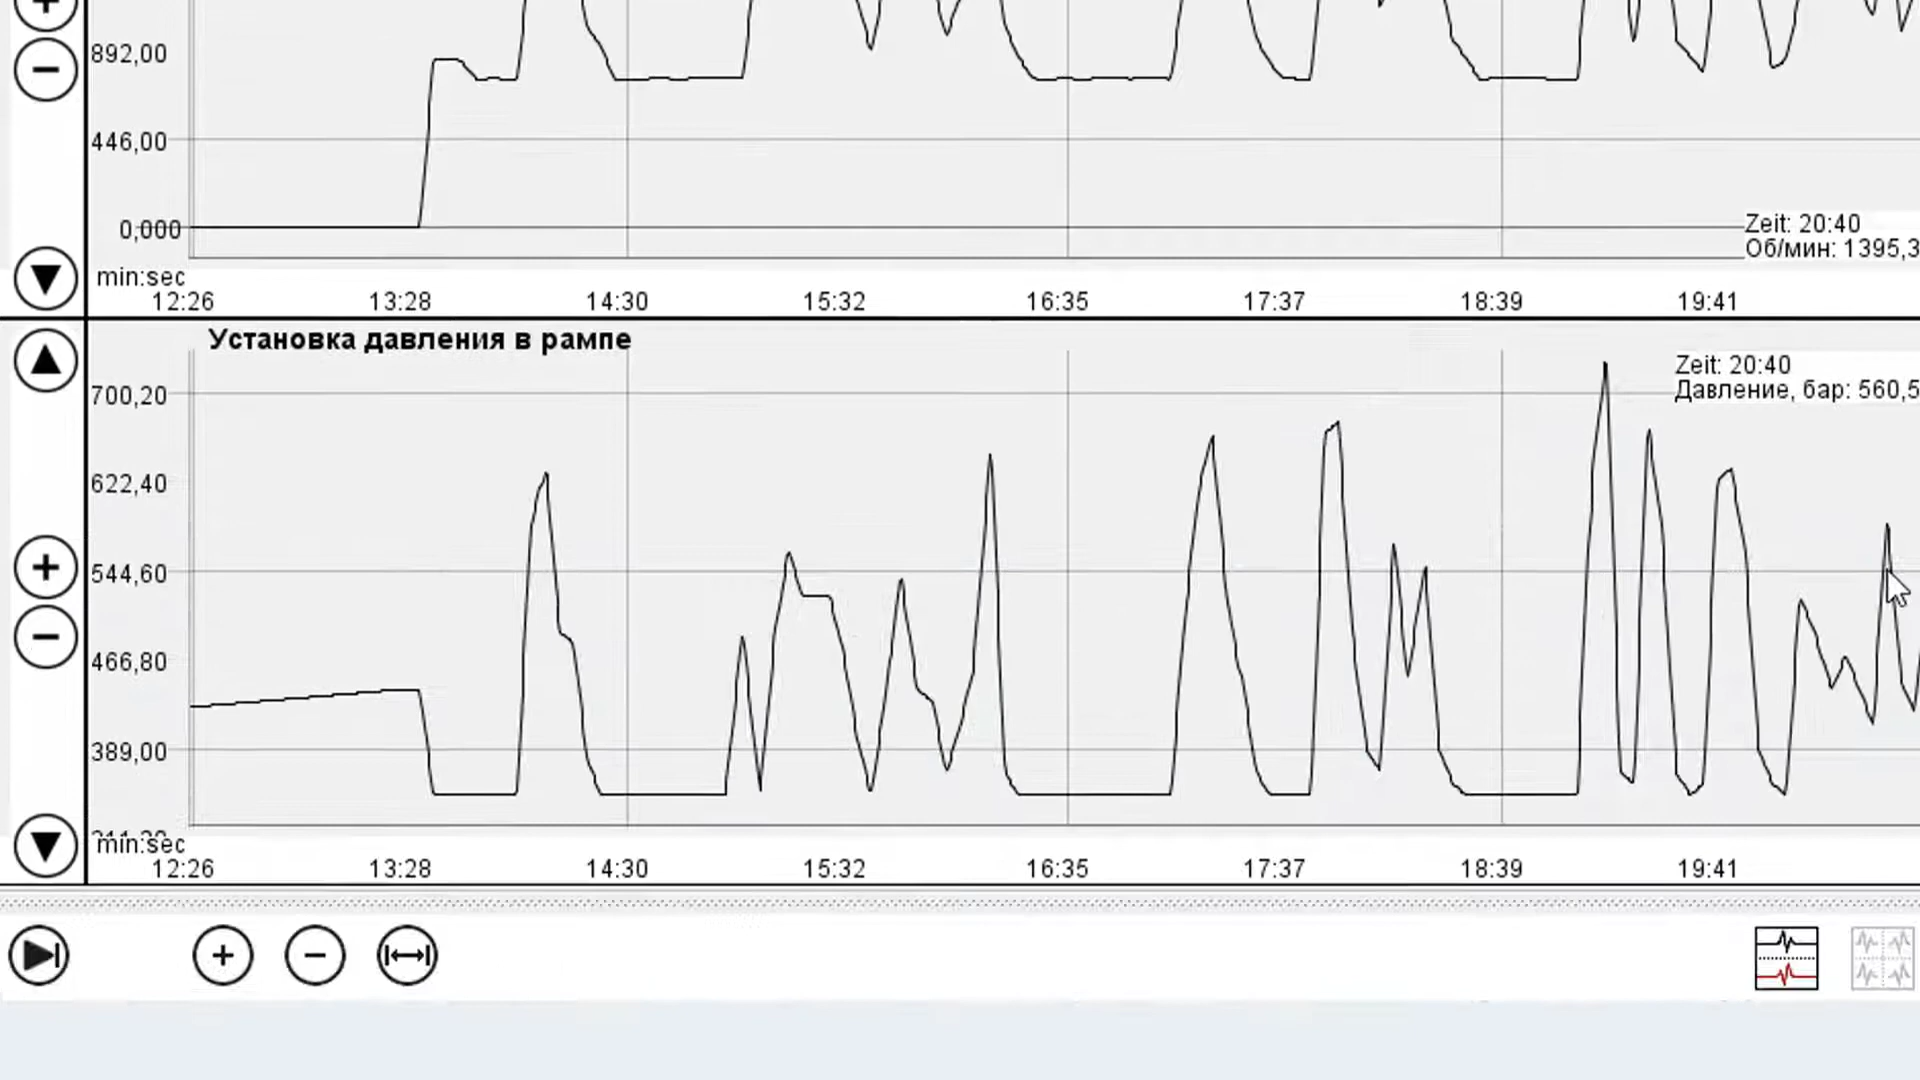 892,00
446,00
0,000
Zeit: 20:40
Об/мин: 1395,3
min:sec
12:26 13:28 14:30 15:32 16:35 17:37 18:39 19:41
Установка давления в рампе
Zeit: 20:40
Давление, бар: 560,5
700,20
622,40
544,60
466,80
389,00
min:sec
12:26 13:28 14:30 15:32 16:35 17:37 18:39 19:41